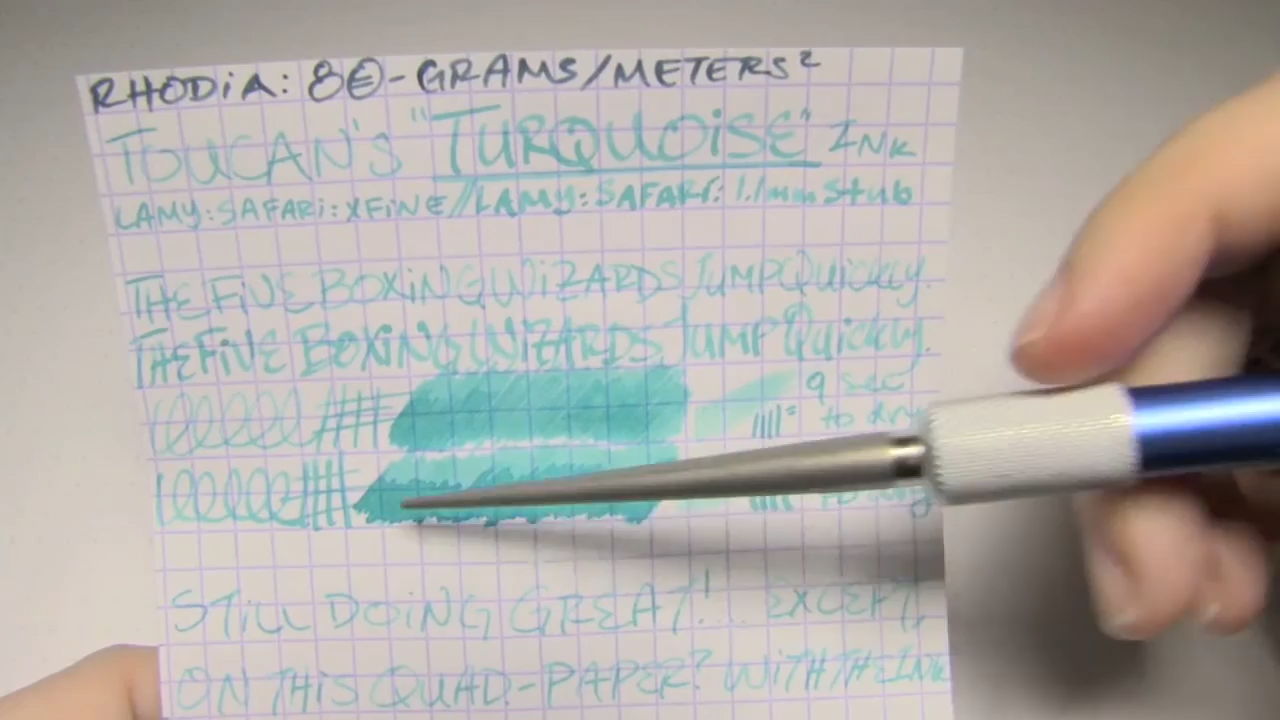 RHODiA: 80-GRAMS/METERS²
TOUCAN'S "TURQUOiSE" INK
LAMY:SAFARi:XFiNE//LAMY:SAFARi:1.1mm Stub
THE FiVE BOXiNG WiZARDS JUMP Quickly.
THE FiVE BOXiNG WiZARDS JUMP Quickly.
9 sec
to dry
to dry
STiLL DOiNG GREAT!... EXCEPT,
ON THiS QUAD-PAPER? WiTH THE INK